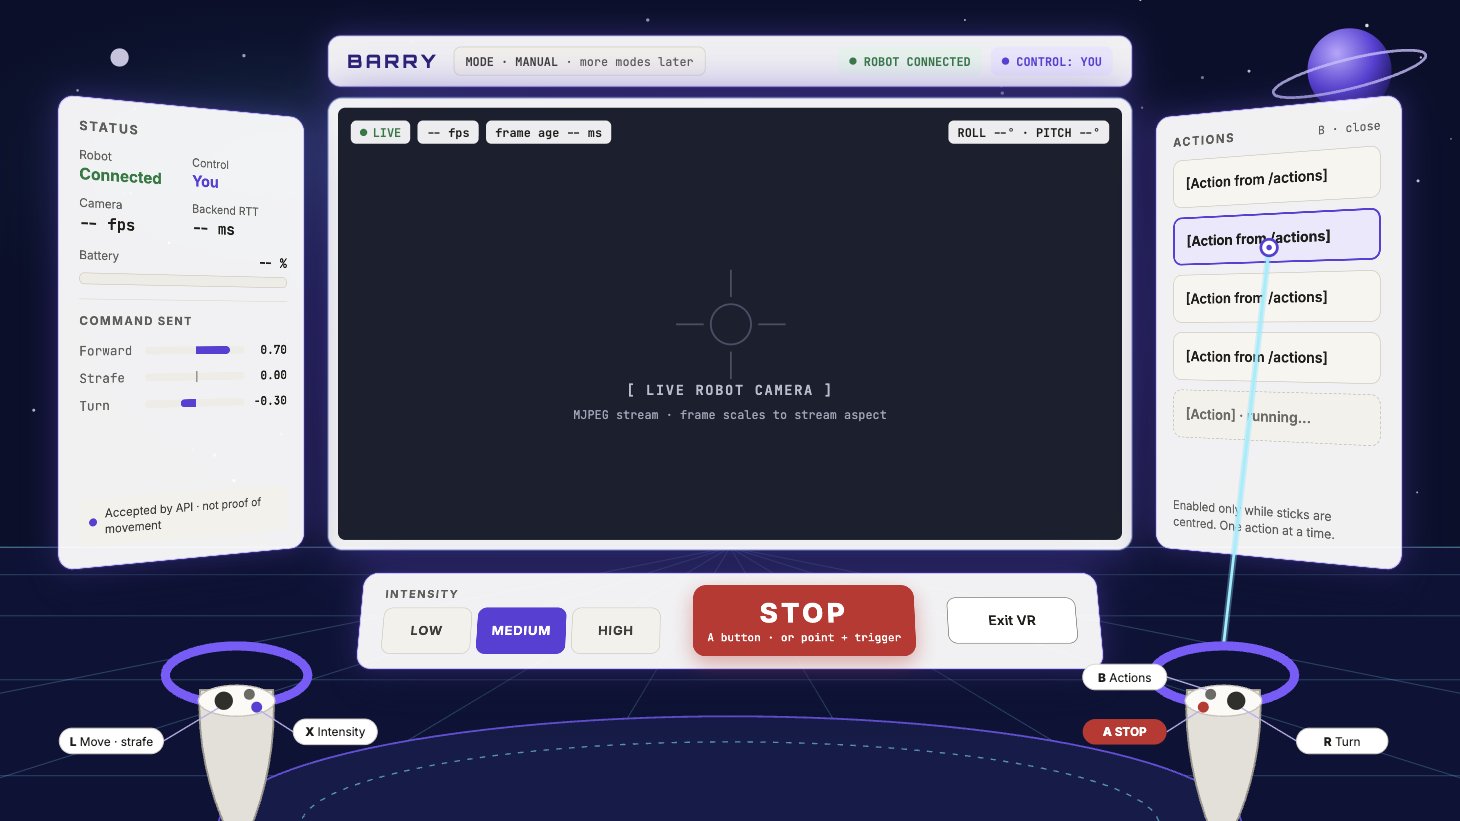 BARRY
MODE · MANUAL · more modes later
ROBOT CONNECTED
CONTROL: YOU
STATUS
Robot
Connected
Control
You
Camera
-- fps
Backend RTT
-- ms
Battery
-- %
COMMAND SENT
Forward 0.70
Strafe 0.00
Turn -0.30
Accepted by API · not proof of
movement
LIVE
-- fps
frame age -- ms
ROLL --° · PITCH --°
[ LIVE ROBOT CAMERA ]
MJPEG stream · frame scales to stream aspect
ACTIONS
B · close
[Action from /actions]
[Action from /actions]
[Action from /actions]
[Action from /actions]
[Action] · running...
Enabled only while sticks are
centred. One action at a time.
INTENSITY
LOW
MEDIUM
HIGH
STOP
A button · or point + trigger
Exit VR
L Move · strafe
X Intensity
B Actions
A STOP
R Turn